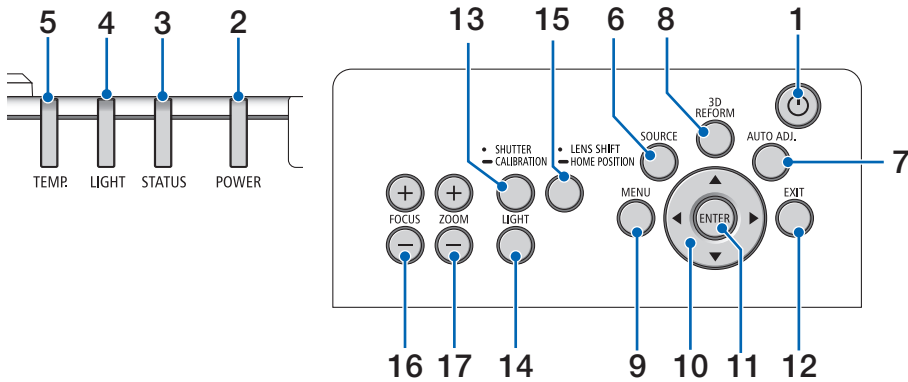 5 4 3 2
13 15 6 8 1
3D
REFORM
• SHUTTER
— CALIBRATION
• LENS SHIFT
— HOME POSITION
SOURCE
AUTO ADJ.
7
TEMP. LIGHT STATUS POWER
MENU
EXIT
+ +
FOCUS ZOOM LIGHT
ENTER
− −
16 17 14 9 10 11 12